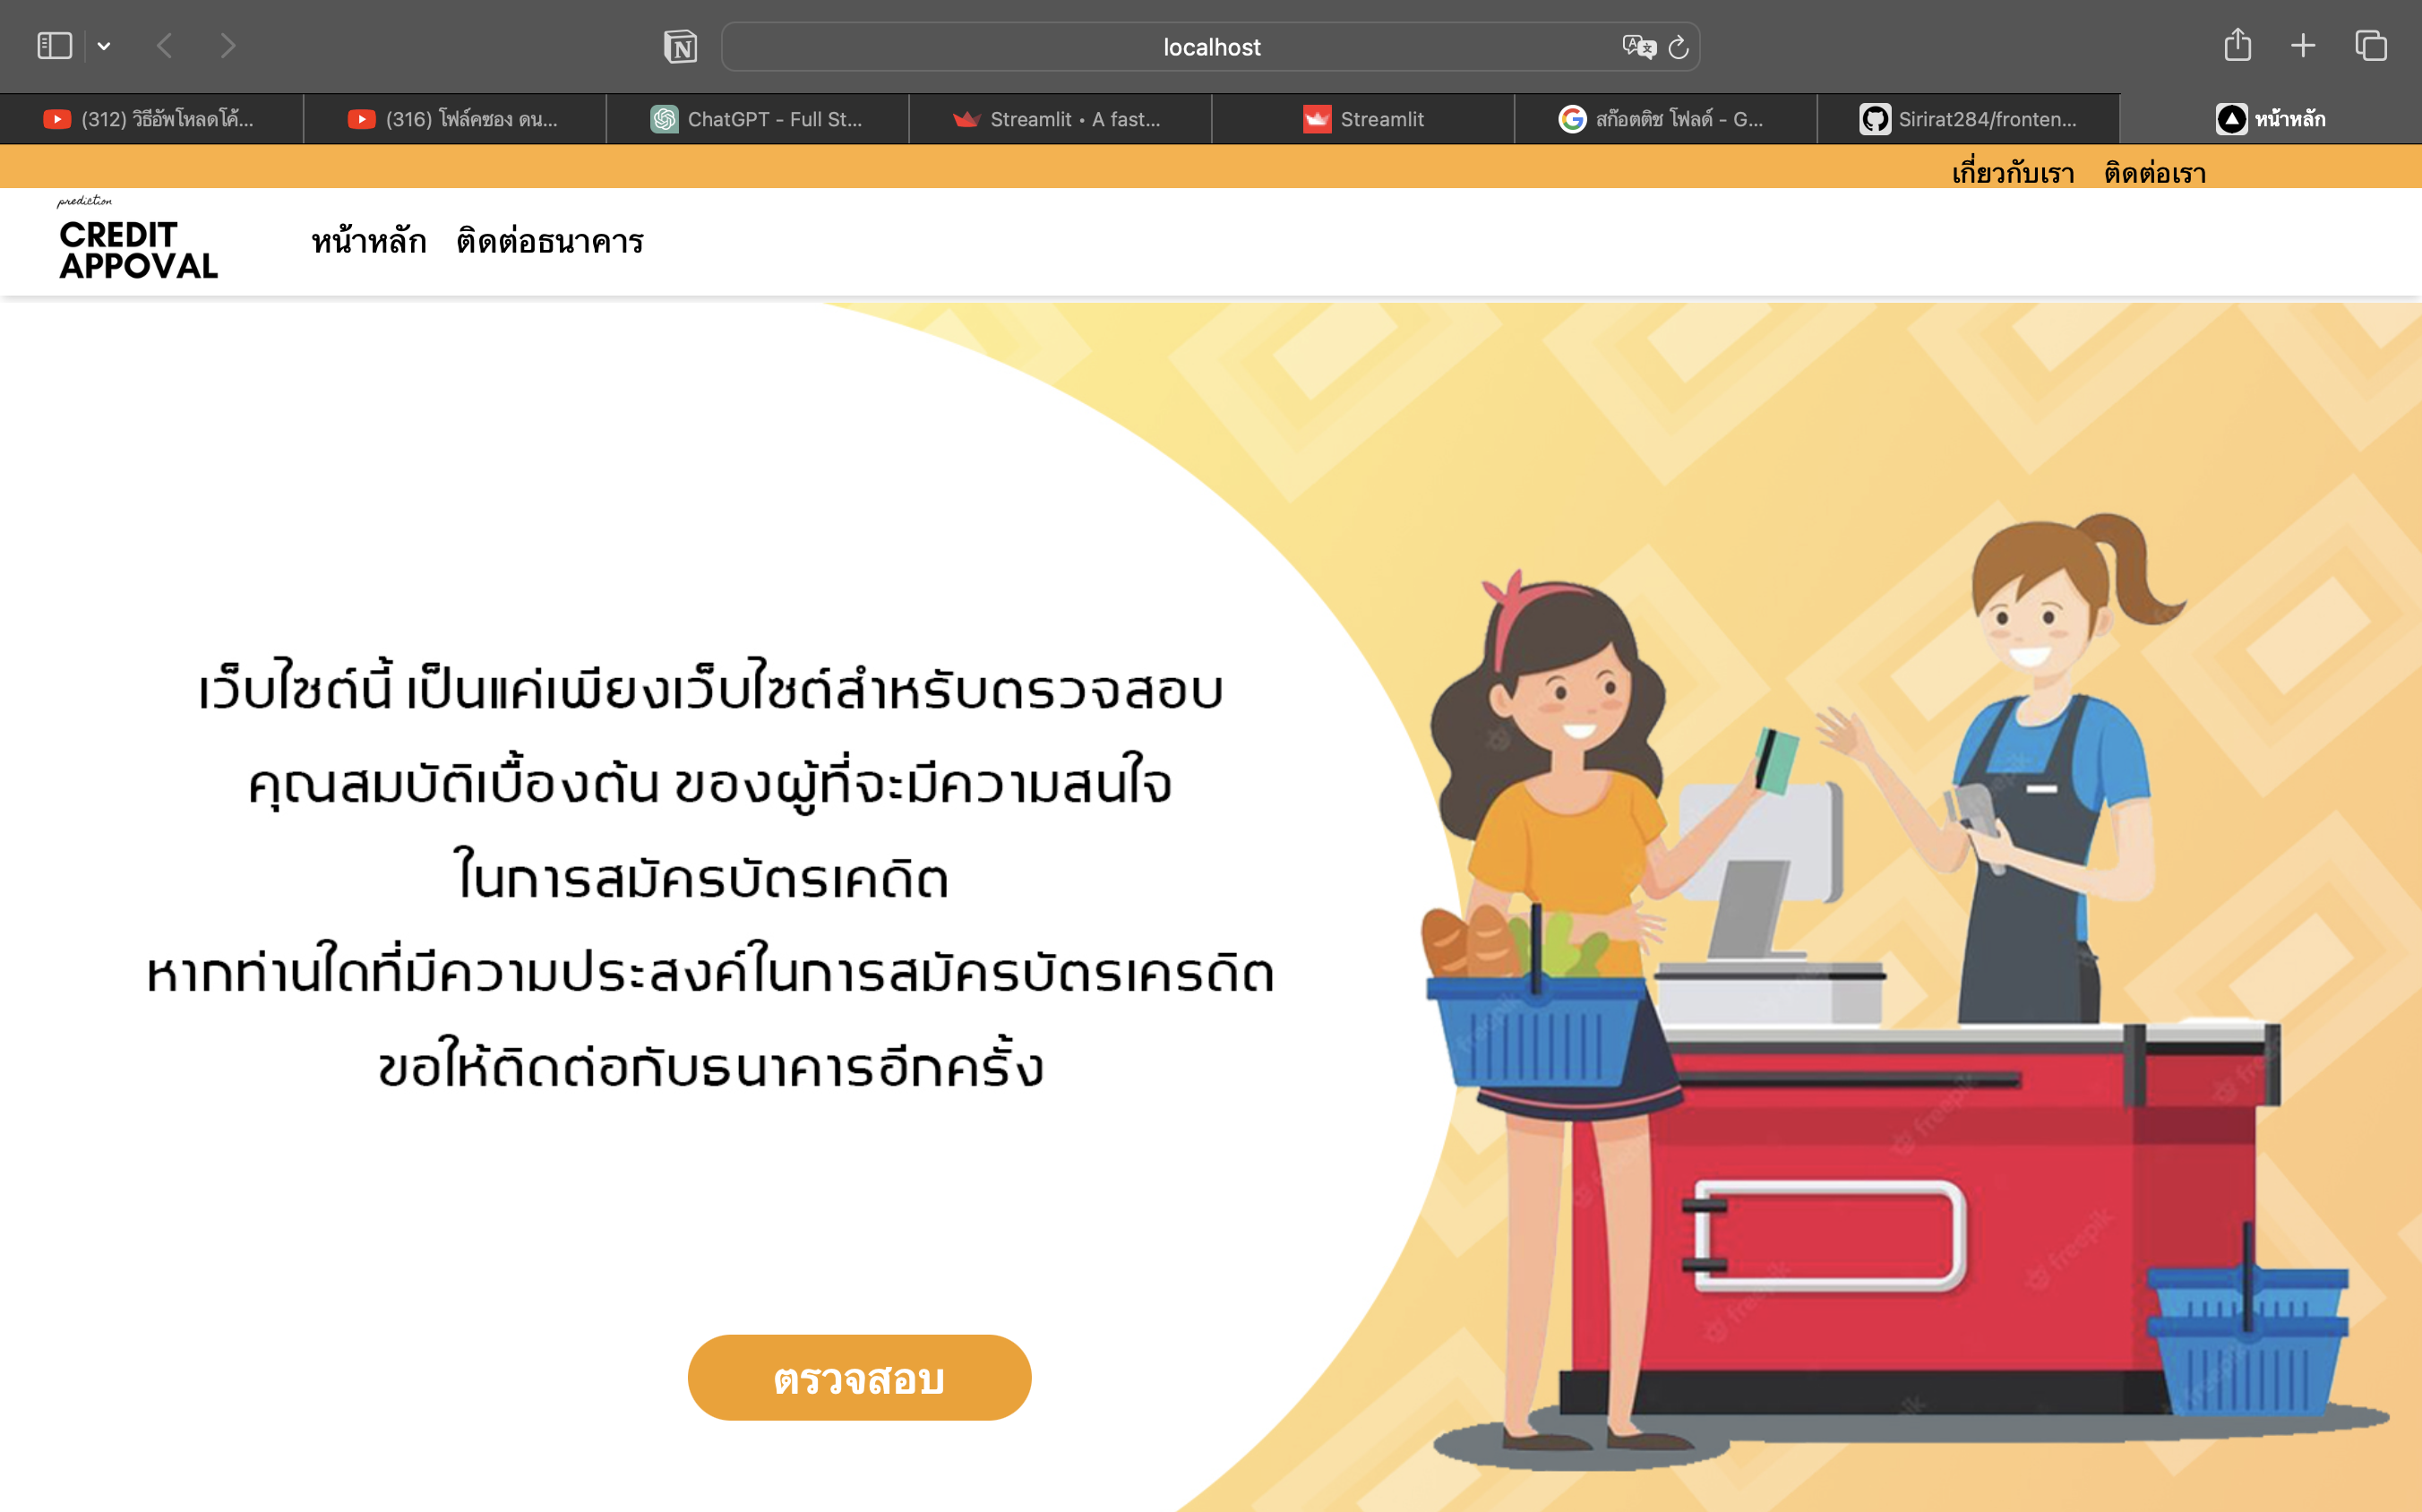 localhost
(312) วิธีอัพโหลดโค้...
(316) โฟล์คซอง ดน...
ChatGPT - Full St...
Streamlit • A fast...
Streamlit
สก๊อตติช โฟลด์ - G...
Sirirat284/fronten...
หน้าหลัก
เกี่ยวกับเรา ติดต่อเรา
prediction
CREDIT
APPOVAL
หน้าหลัก ติดต่อธนาคาร
เว็บไซต์นี้ เป็นแค่เพียงเว็บไซต์สำหรับตรวจสอบ
คุณสมบัติเบื้องต้น ของผู้ที่จะมีความสนใจ
ในการสมัครบัตรเคดิต
หากท่านใดที่มีความประสงค์ในการสมัครบัตรเครดิต
ขอให้ติดต่อกับธนาคารอีกครั้ง
ตรวจสอบ
freepik
freepik
freepik